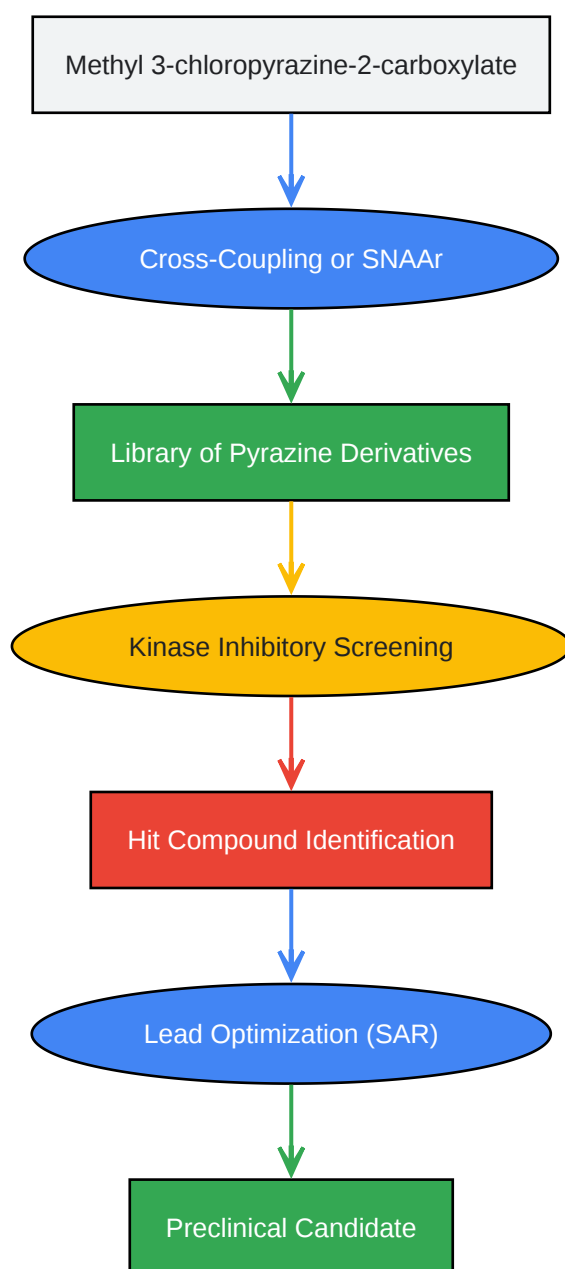 Methyl 3-chloropyrazine-2-carboxylate
Cross-Coupling or SNAAr
Library of Pyrazine Derivatives
Kinase Inhibitory Screening
Hit Compound Identification
Lead Optimization (SAR)
Preclinical Candidate